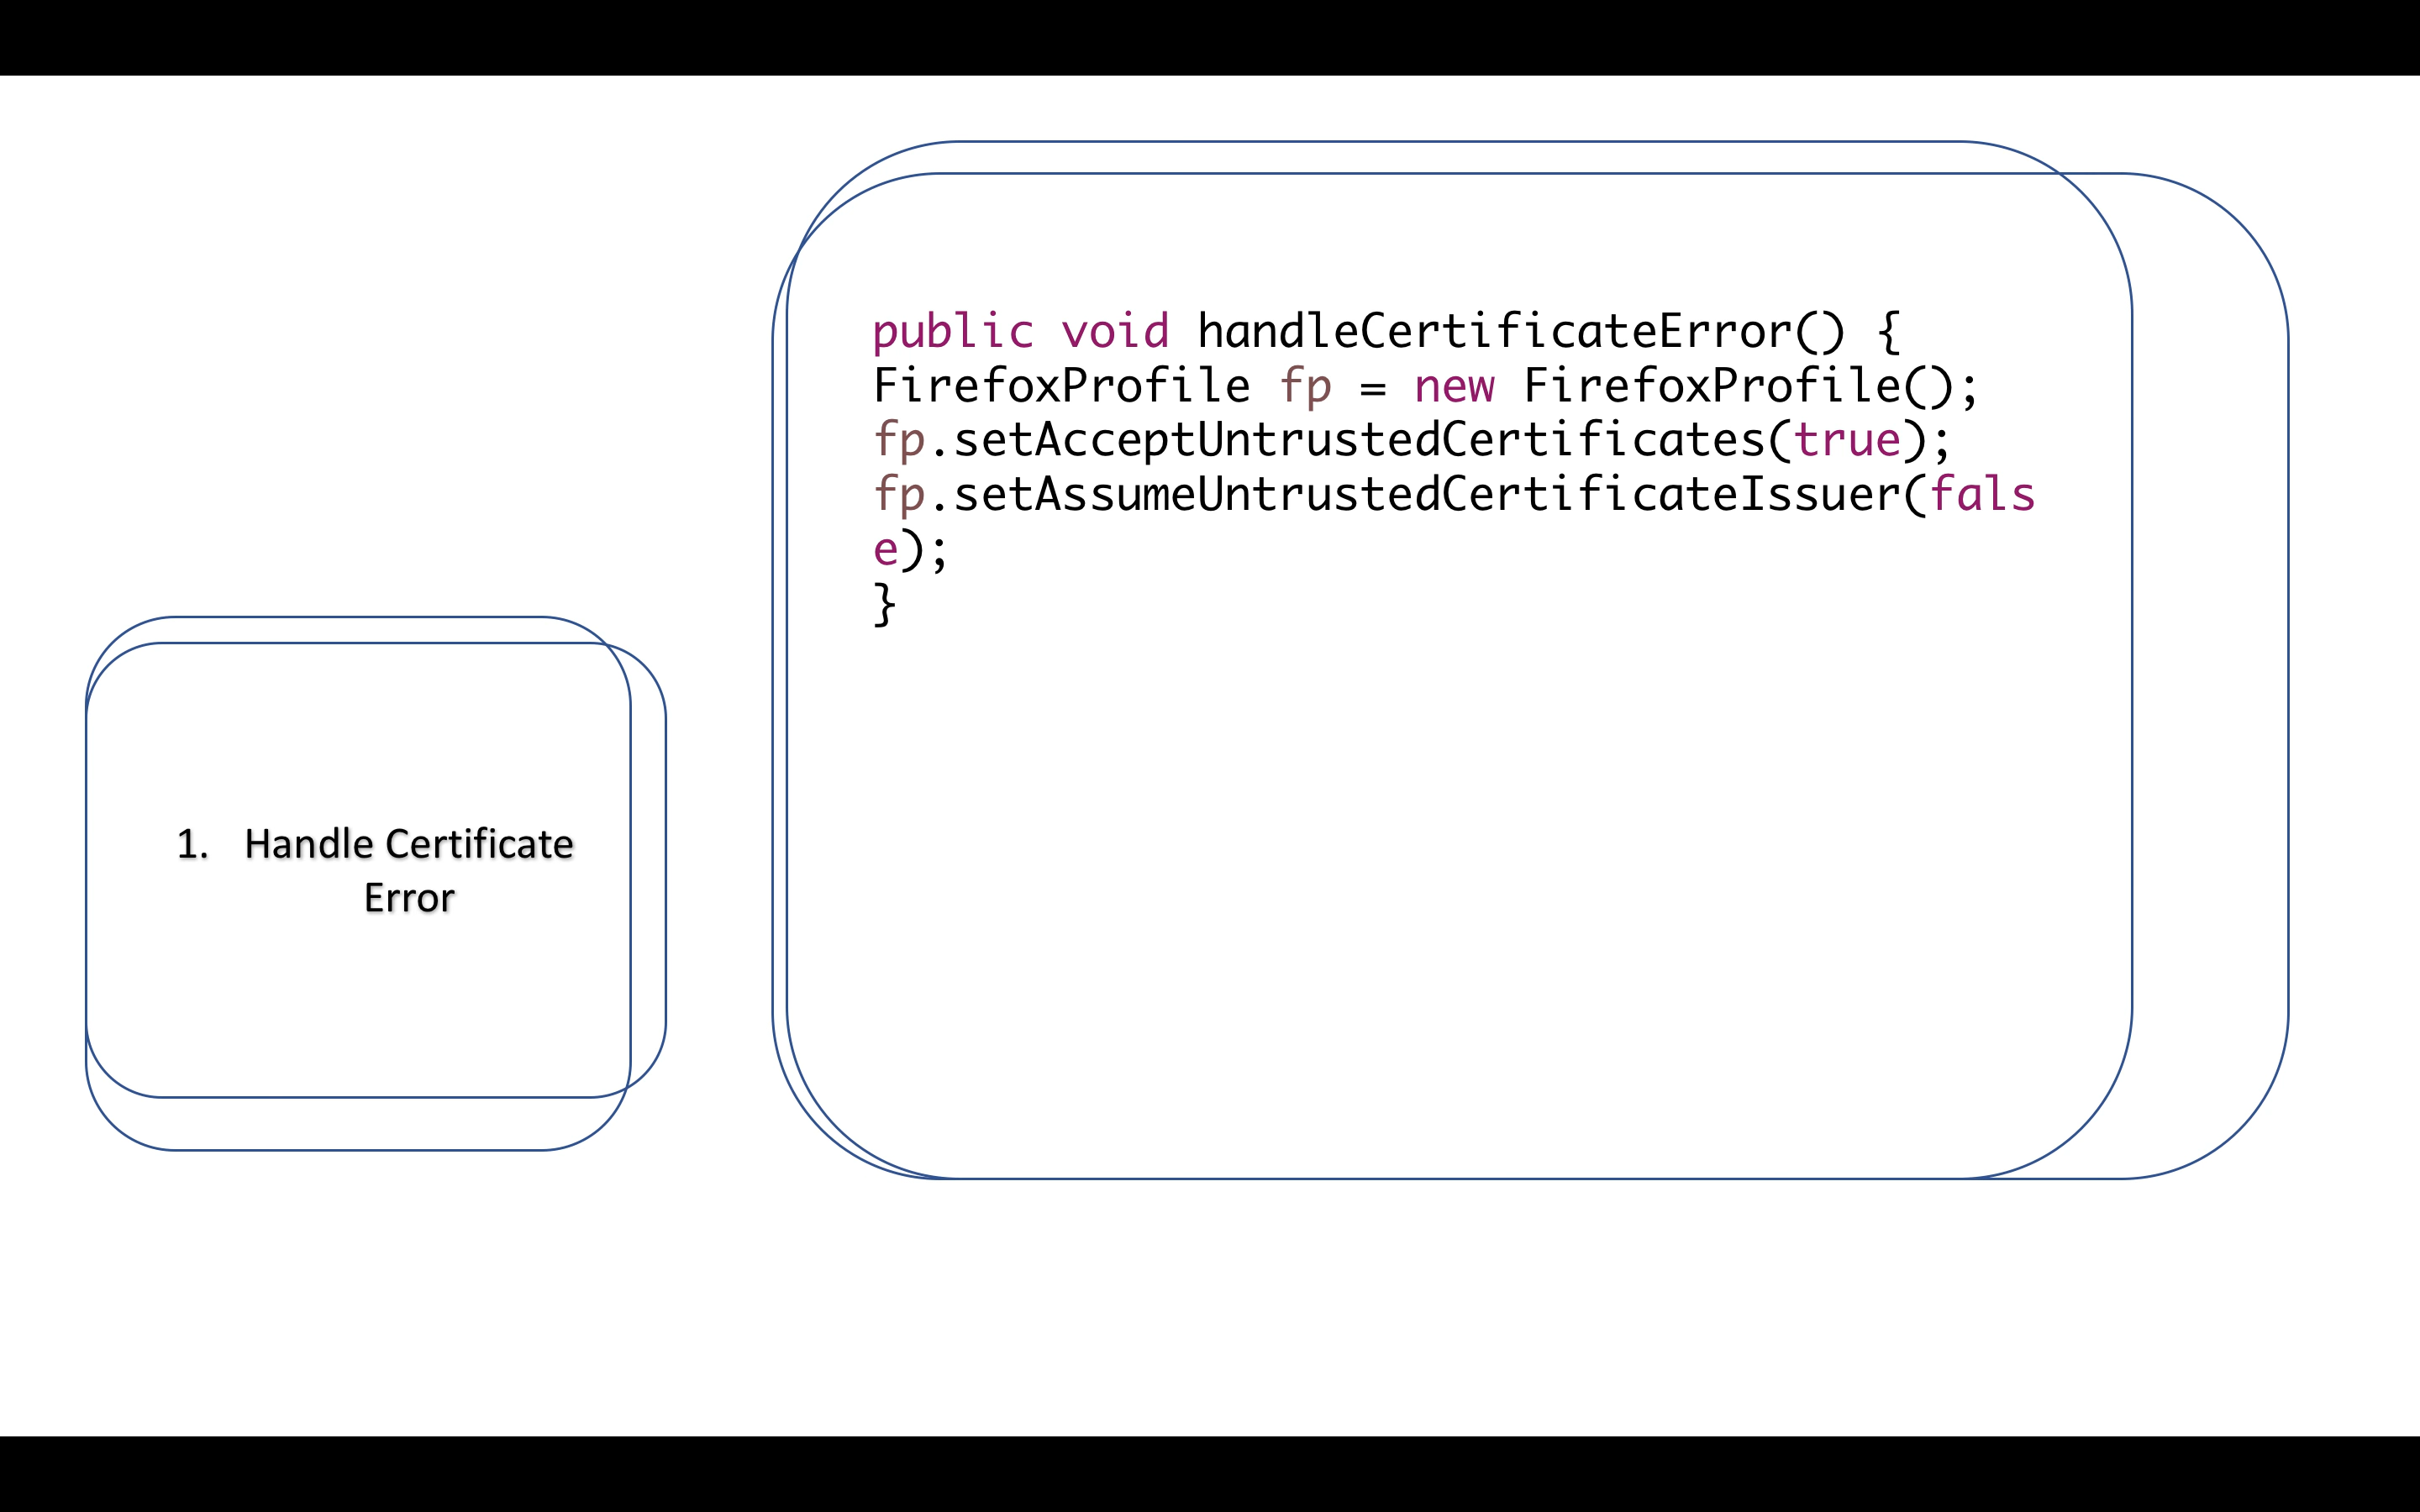 public void handleCertificateError() {
FirefoxProfile fp = new FirefoxProfile();
fp.setAcceptUntrustedCertificates(true);
fp.setAssumeUntrustedCertificateIssuer(fals
e);
}
1. Handle Certificate
Error